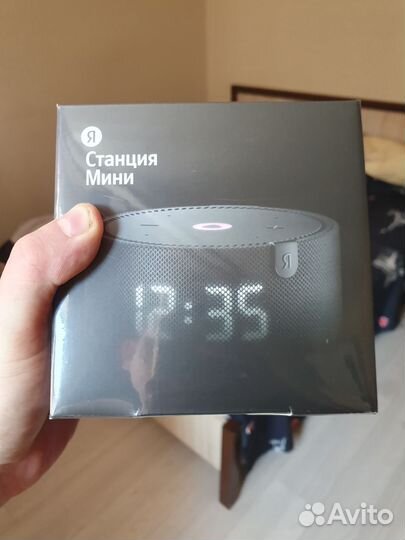 Я
Станция
Мини
Я
12:35
Avito